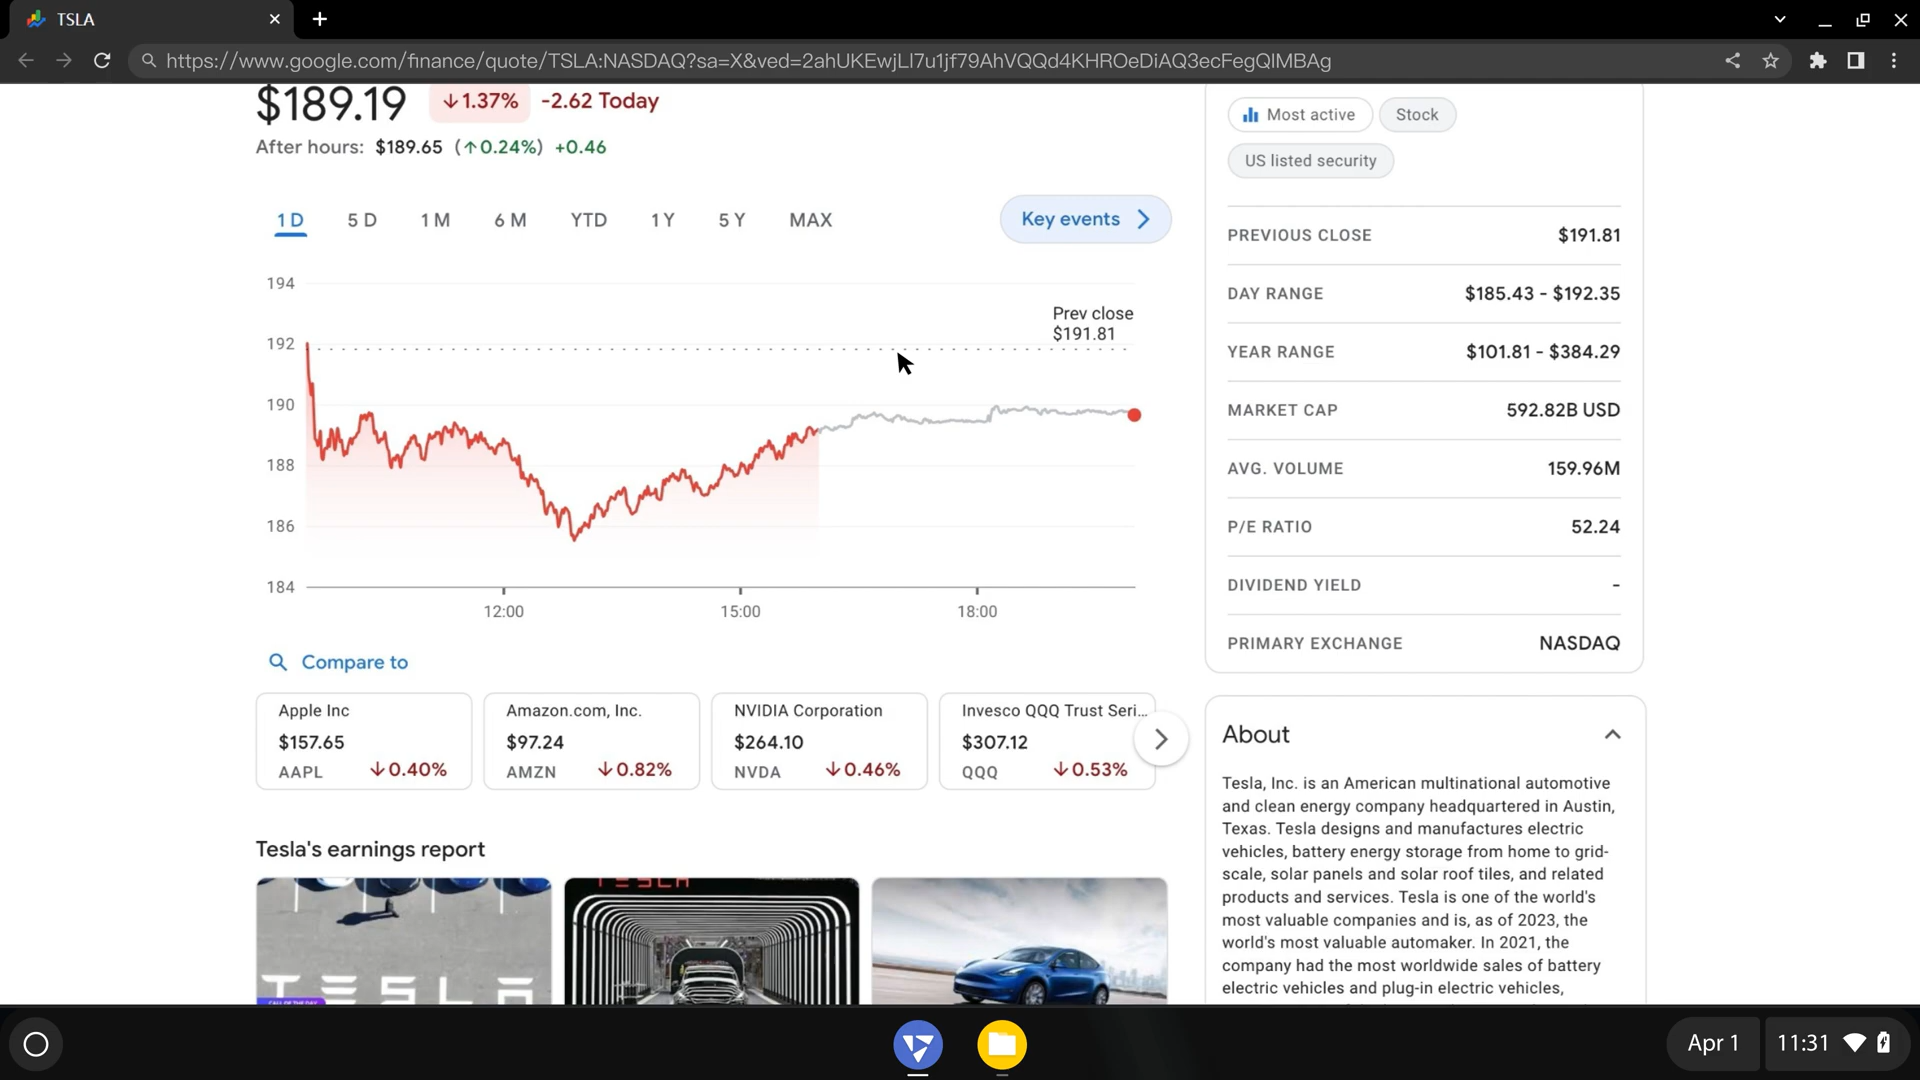 TSLA
https://www.google.com/finance/quote/TSLA:NASDAQ?sa=X&ved=2ahUKEwjLl7u1jf79AhVQQd4KHROeDiAQ3ecFegQIMBAg
$189.19 ↓1.37% -2.62 Today
After hours: $189.65 (↑0.24%) +0.46
1D 5D 1M 6M YTD 1Y 5Y MAX
Key events
194
192
190
188
186
184
Prev close
$191.81
12:00 15:00 18:00
Compare to
Apple Inc
$157.65
AAPL ↓0.40%
Amazon.com, Inc.
$97.24
AMZN ↓0.82%
NVIDIA Corporation
$264.10
NVDA ↓0.46%
Invesco QQQ Trust Seri...
$307.12
QQQ ↓0.53%
Tesla's earnings report
TESLA
CALL OF THE DAY
TESLA
Most active Stock
US listed security
PREVIOUS CLOSE $191.81
DAY RANGE $185.43 - $192.35
YEAR RANGE $101.81 - $384.29
MARKET CAP 592.82B USD
AVG. VOLUME 159.96M
P/E RATIO 52.24
DIVIDEND YIELD -
PRIMARY EXCHANGE NASDAQ
About
Tesla, Inc. is an American multinational automotive
and clean energy company headquartered in Austin,
Texas. Tesla designs and manufactures electric
vehicles, battery energy storage from home to grid-
scale, solar panels and solar roof tiles, and related
products and services. Tesla is one of the world's
most valuable companies and is, as of 2023, the
world's most valuable automaker. In 2021, the
company had the most worldwide sales of battery
electric vehicles and plug-in electric vehicles,
Apr 1 11:31